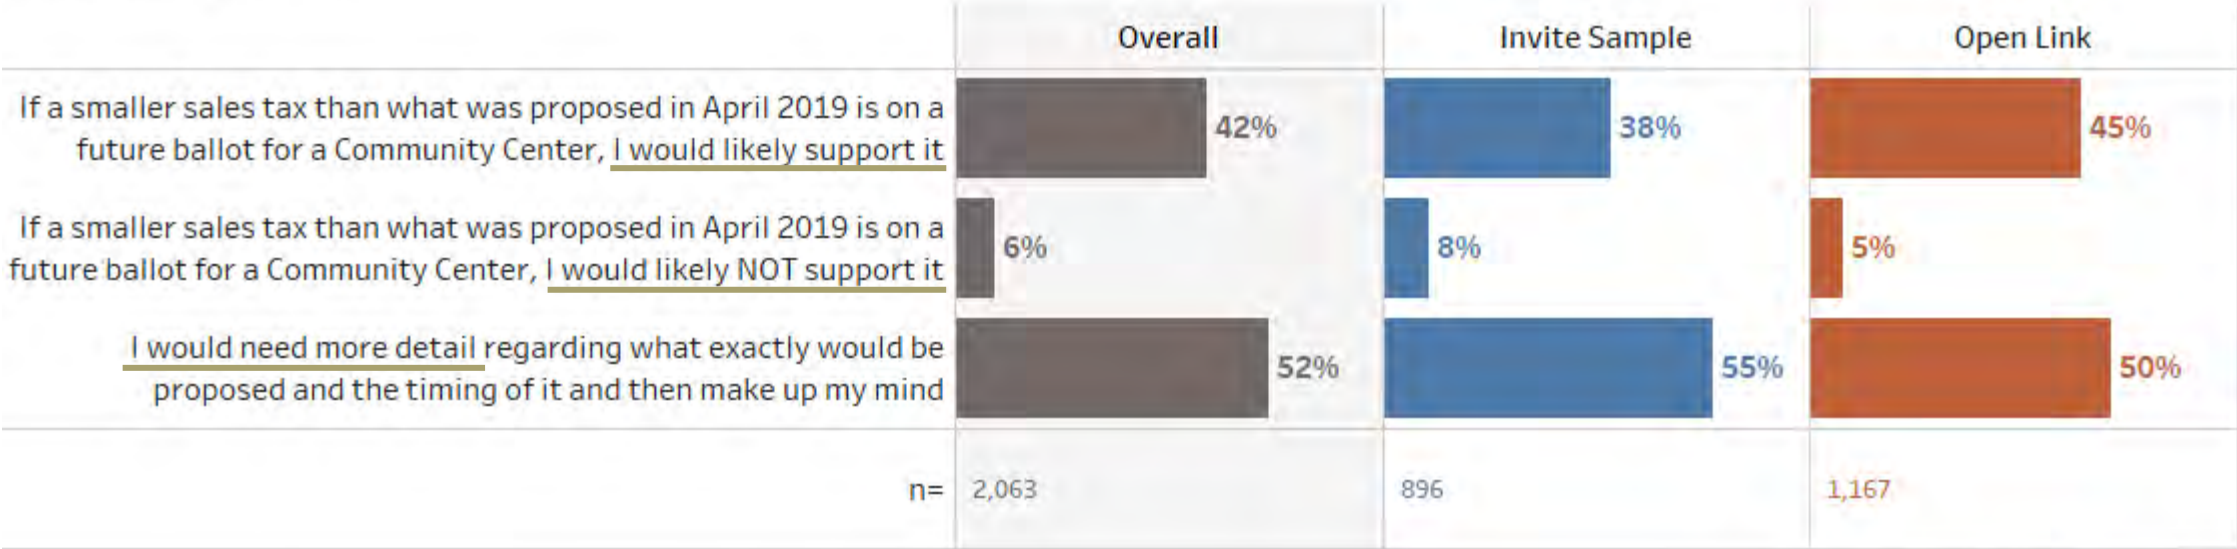 Overall Invite Sample Open Link
If a smaller sales tax than what was proposed in April 2019 is on a
future ballot for a Community Center, I would likely support it
42% 38% 45%
If a smaller sales tax than what was proposed in April 2019 is on a
future ballot for a Community Center, I would likely NOT support it
6% 8% 5%
I would need more detail regarding what exactly would be
proposed and the timing of it and then make up my mind
52% 55% 50%
n= 2,063 896 1,167